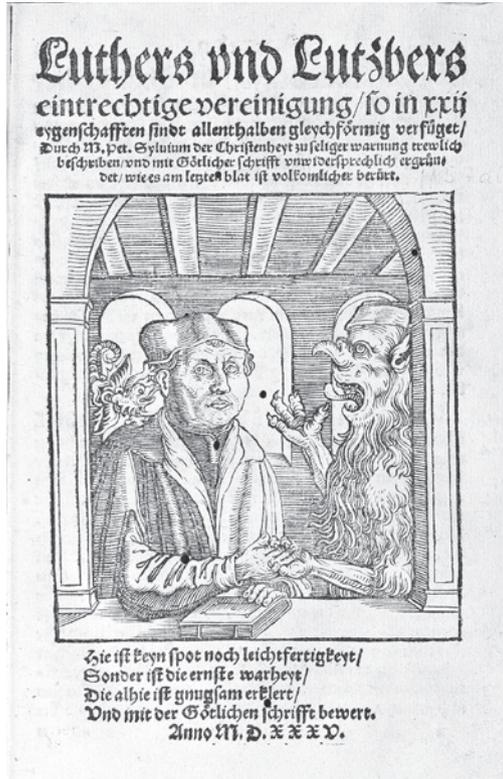 Luthers vnd Lutzbers
eintrechtige vereinigung/ so in xxij
eygenschafften sindt allenthalben gleychförmig verfüget/
Durch M. Pet. Syluium der Christenheyt zu seliger warnung trewlich
beschriben/ vnd mit Götlicher schrifft vnwidersprechlich ergrün/
det/ wie es am letzten blat ist volkomlicher berürt.
Hie ist keyn spot noch leichtfertigkeyt/
Sonder ist die ernste warheyt/
Die alhie ist gnugsam erklert/
Vnd mit der Götlichen schrifft bewert.
Anno M. D. XXXV.